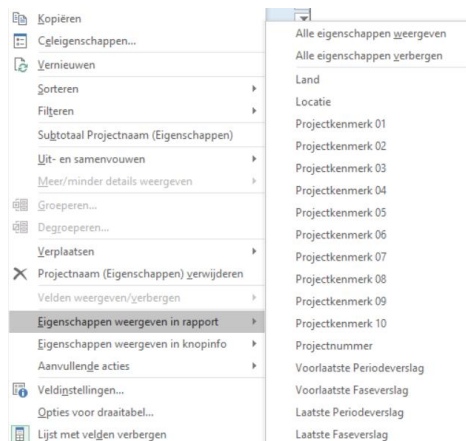 Kopiëren
Celeigenschappen...
Vernieuwen
Sorteren
Filteren
Subtotaal Projectnaam (Eigenschappen)
Uit- en samenvouwen
Meer/minder details weergeven
Groeperen...
Degroeperen...
Verplaatsen
Projectnaam (Eigenschappen) verwijderen
Velden weergeven/verbergen
Eigenschappen weergeven in rapport
Eigenschappen weergeven in knopinfo
Aanvullende acties
Veldinstellingen...
Opties voor draaitabel...
Lijst met velden verbergen
Alle eigenschappen weergeven
Alle eigenschappen verbergen
Land
Locatie
Projectkenmerk 01
Projectkenmerk 02
Projectkenmerk 03
Projectkenmerk 04
Projectkenmerk 05
Projectkenmerk 06
Projectkenmerk 07
Projectkenmerk 08
Projectkenmerk 09
Projectkenmerk 10
Projectnummer
Voorlaatste Periodeverslag
Voorlaatste Faseverslag
Laatste Periodeverslag
Laatste Faseverslag